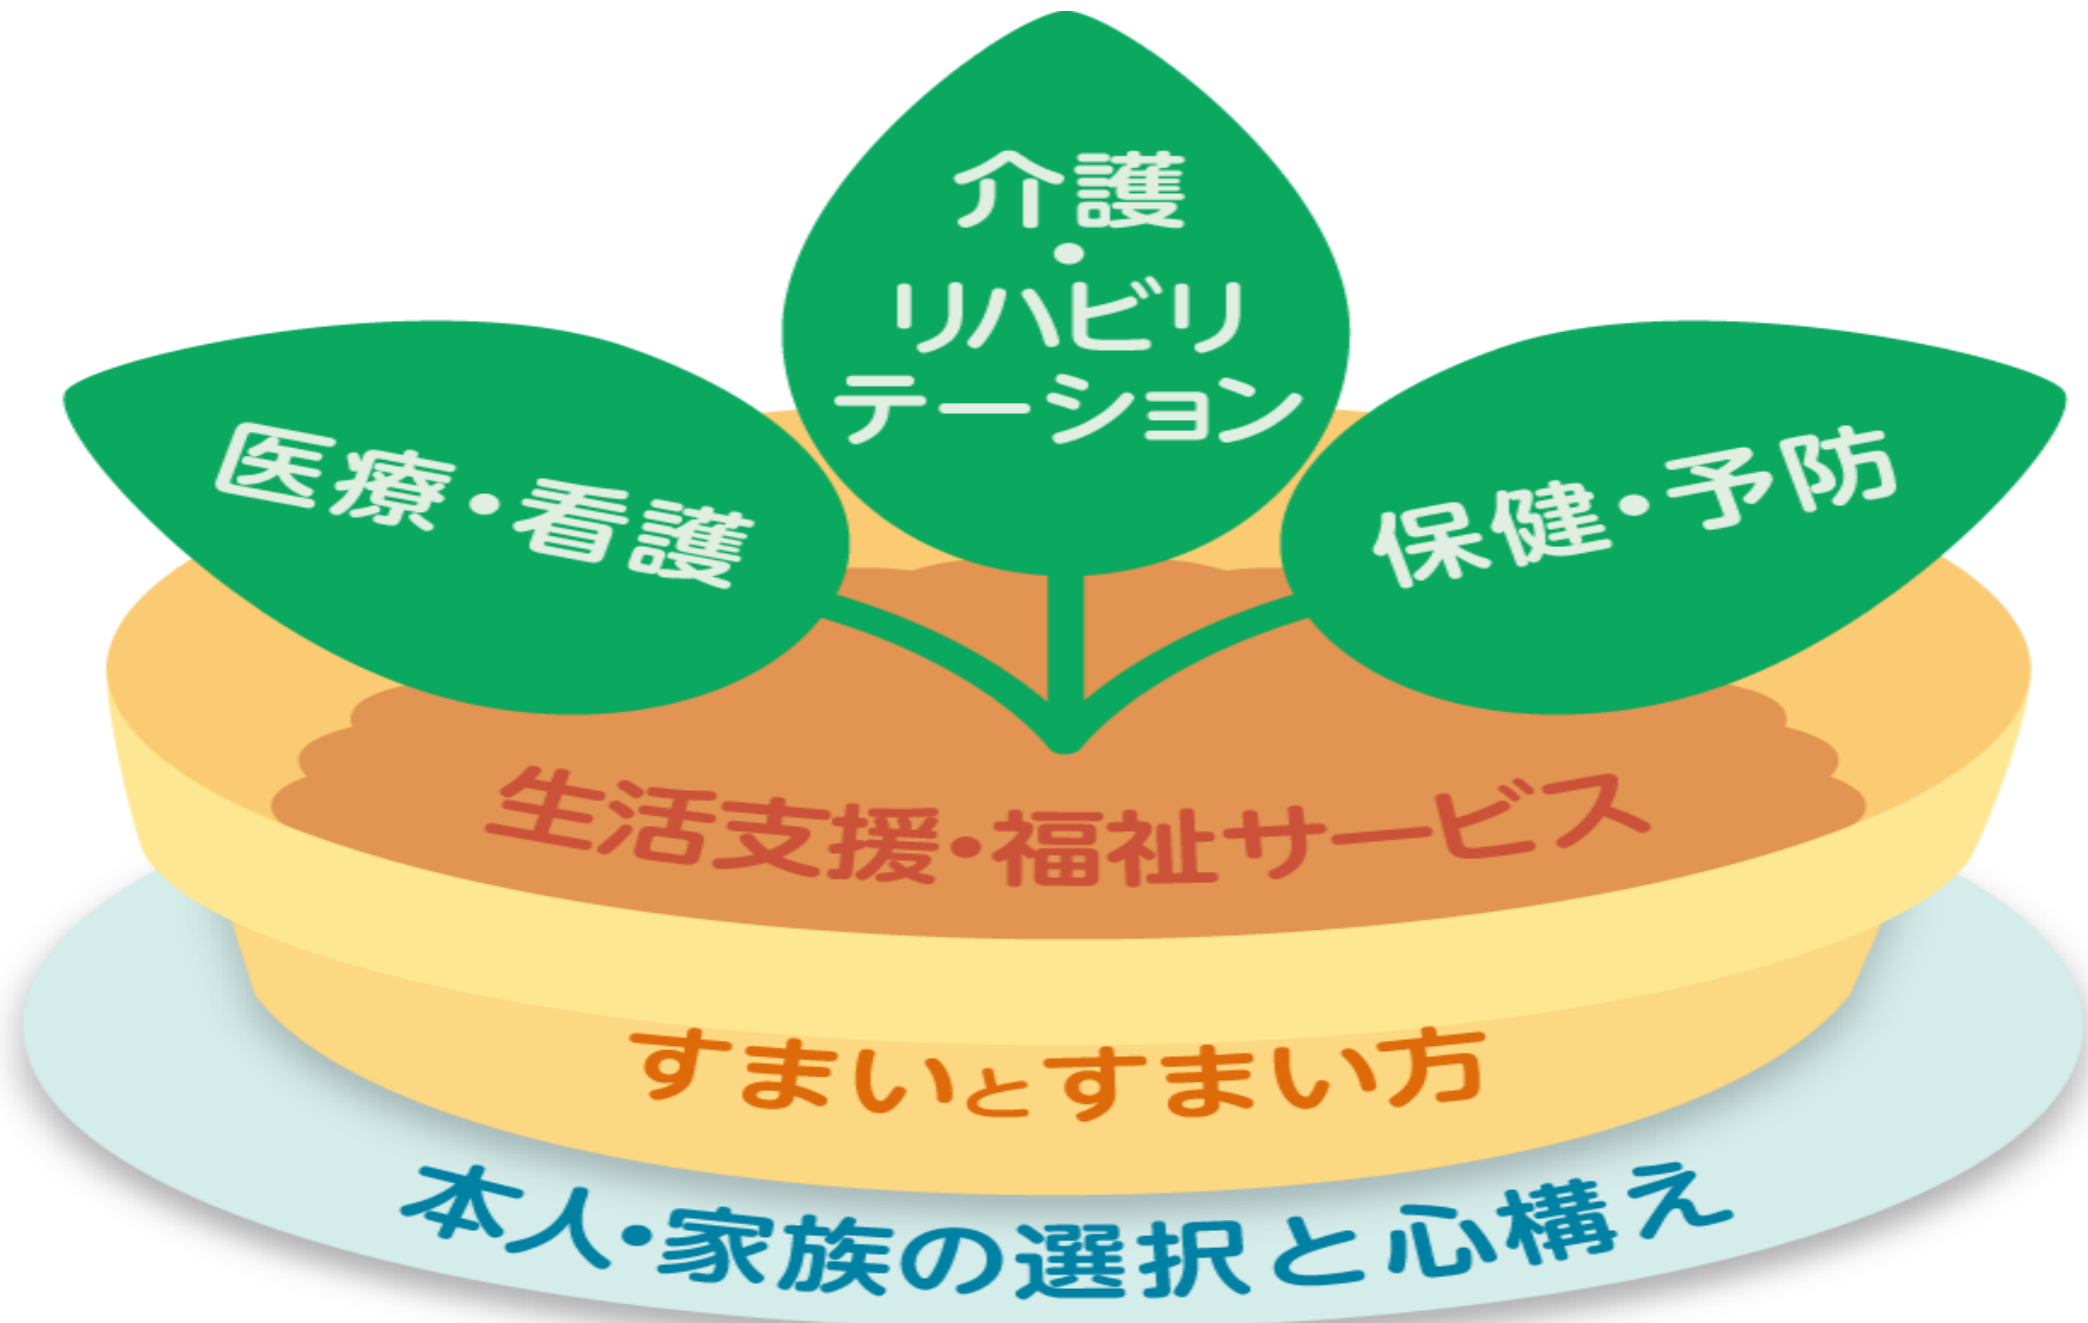 介護
・
リハビリ
テーション
医療・看護
保健・予防
生活支援・福祉サービス
すまいとすまい方
本人・家族の選択と心構え